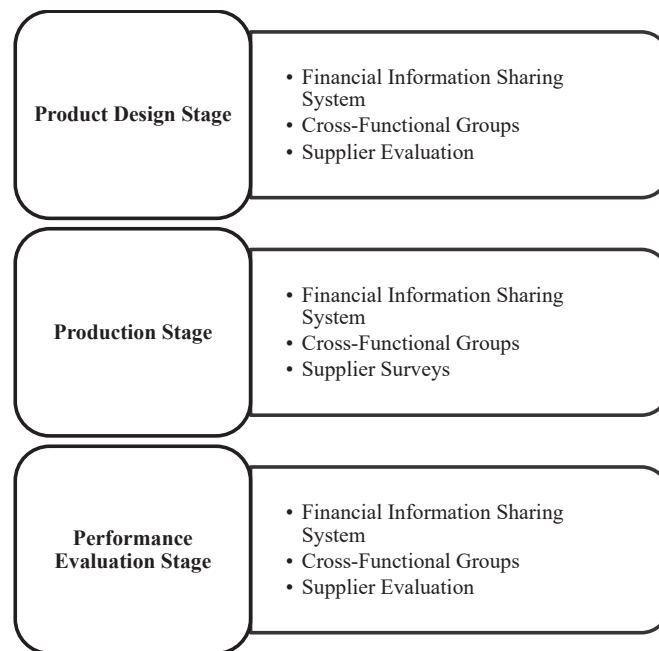 Product Design Stage
• Financial Information Sharing
System
• Cross-Functional Groups
• Supplier Evaluation
Production Stage
• Financial Information Sharing
System
• Cross-Functional Groups
• Supplier Surveys
Performance
Evaluation Stage
• Financial Information Sharing
System
• Cross-Functional Groups
• Supplier Evaluation